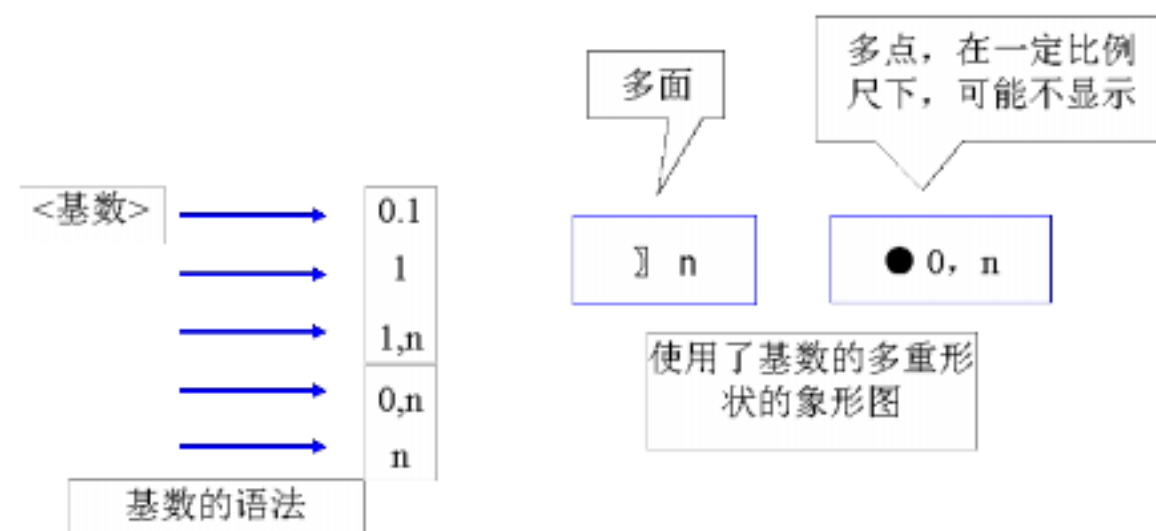 多面
多点，在一定比例
尺下，可能不显示
<基数>
0.1
1
1,n
0,n
n
基数的语法
〗 n
● 0，n
使用了基数的多重形
状的象形图